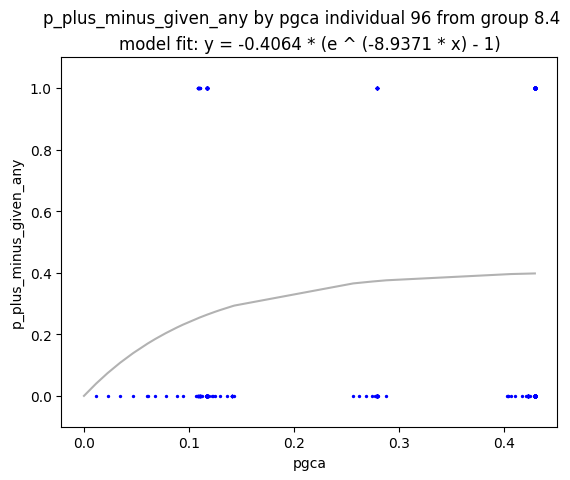 p_plus_minus_given_any by pgca individual 96 from group 8.4
model fit: y = -0.4064 * (e ^ (-8.9371 * x) - 1)
1.0
0.8
0.6
0.4
0.2
0.0
p_plus_minus_given_any
0.0 0.1 0.2 0.3 0.4
pgca